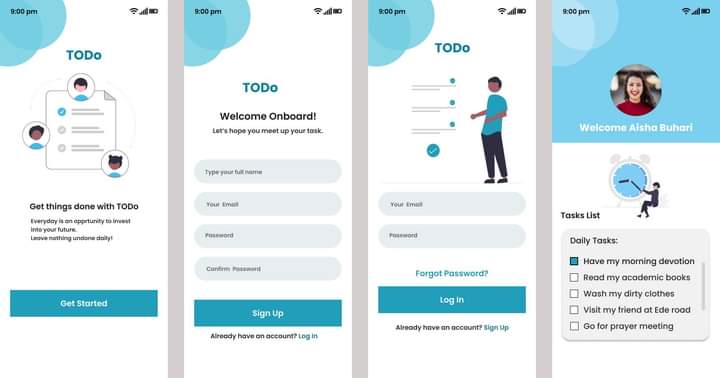 9:00 pm
TODo
Get things done with TODo
Everyday is an opprtunity to invest
into your future.
Leave nothing undone daily!
Get Started
9:00 pm
TODo
Welcome Onboard!
Let's hope you meet up your task.
Type your full name
Your Email
Password
Confirm Password
Sign Up
Already have an account? Log in
9:00 pm
TODo
Your Email
Password
Forgot Password?
Log In
Already have an account? Sign Up
9:00 pm
Welcome Aisha Buhari
Tasks List
Daily Tasks:
Have my morning devotion
Read my academic books
Wash my dirty clothes
Visit my friend at Ede road
Go for prayer meeting